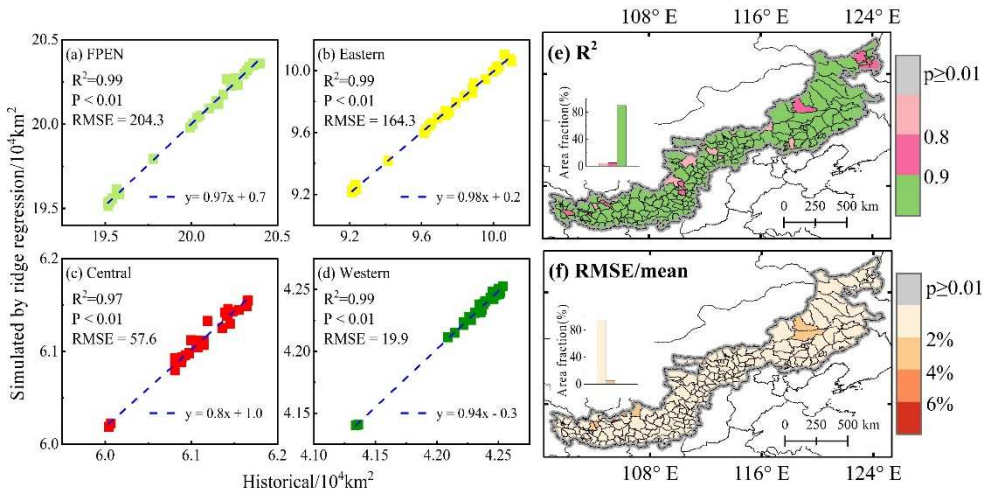 108° E 116° E 124° E
Simulated by ridge regression/10⁴km²
20.5
20.0
19.5
(a) FPEN
R²=0.99
P < 0.01
RMSE = 204.3
y= 0.97x + 0.7
19.5 20.0 20.5
10.0
9.6
9.2
(b) Eastern
R²=0.99
P < 0.01
RMSE = 164.3
y= 0.98x + 0.2
9.2 9.6 10.0
6.2
6.1
6.0
(c) Central
R²=0.97
P < 0.01
RMSE = 57.6
y= 0.8x + 1.0
6.0 6.1 6.2
4.25
4.20
4.15
(d) Western
R²=0.99
P < 0.01
RMSE = 19.9
y= 0.94x - 0.3
4.15 4.20 4.25
Historical/10⁴km²
(e) R²
Area fraction(%)
80
40
0
0 250 500 km
p≥0.01
0.8
0.9
108° E 116° E 124° E
(f) RMSE/mean
Area fraction(%)
80
40
0
0 250 500 km
p≥0.01
2%
4%
6%
108° E 116° E 124° E